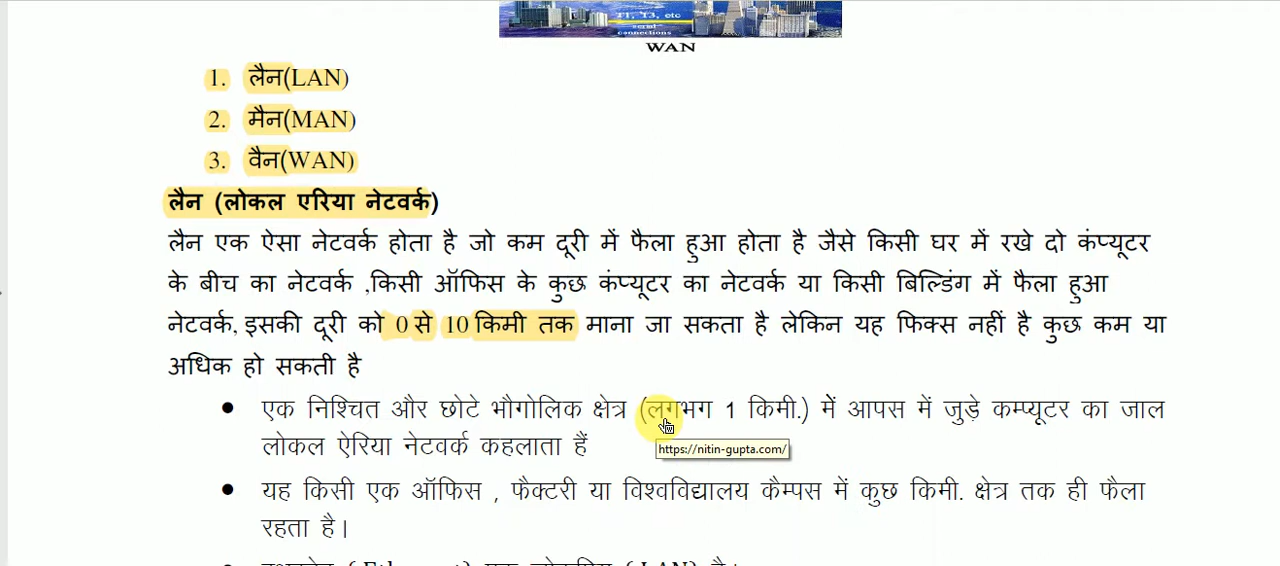 T1, T3, etc
serial
connections
WAN
1. लैन(LAN)
2. मैन(MAN)
3. वैन(WAN)
लैन (लोकल एरिया नेटवर्क)
लैन एक ऐसा नेटवर्क होता है जो कम दूरी में फैला हुआ होता है जैसे किसी घर में रखे दो कंप्यूटर
के बीच का नेटवर्क ,किसी ऑफिस के कुछ कंप्यूटर का नेटवर्क या किसी बिल्डिंग में फैला हुआ
नेटवर्क, इसकी दूरी को 0 से 10 किमी तक माना जा सकता है लेकिन यह फिक्स नहीं है कुछ कम या
अधिक हो सकती है
• एक निश्चित और छोटे भौगोलिक क्षेत्र (लगभग 1 किमी.) में आपस में जुड़े कम्प्यूटर का जाल
लोकल ऐरिया नेटवर्क कहलाता हैं
https://nitin-gupta.com/
• यह किसी एक ऑफिस , फैक्टरी या विश्वविद्यालय कैम्पस में कुछ किमी. क्षेत्र तक ही फैला
रहता है।